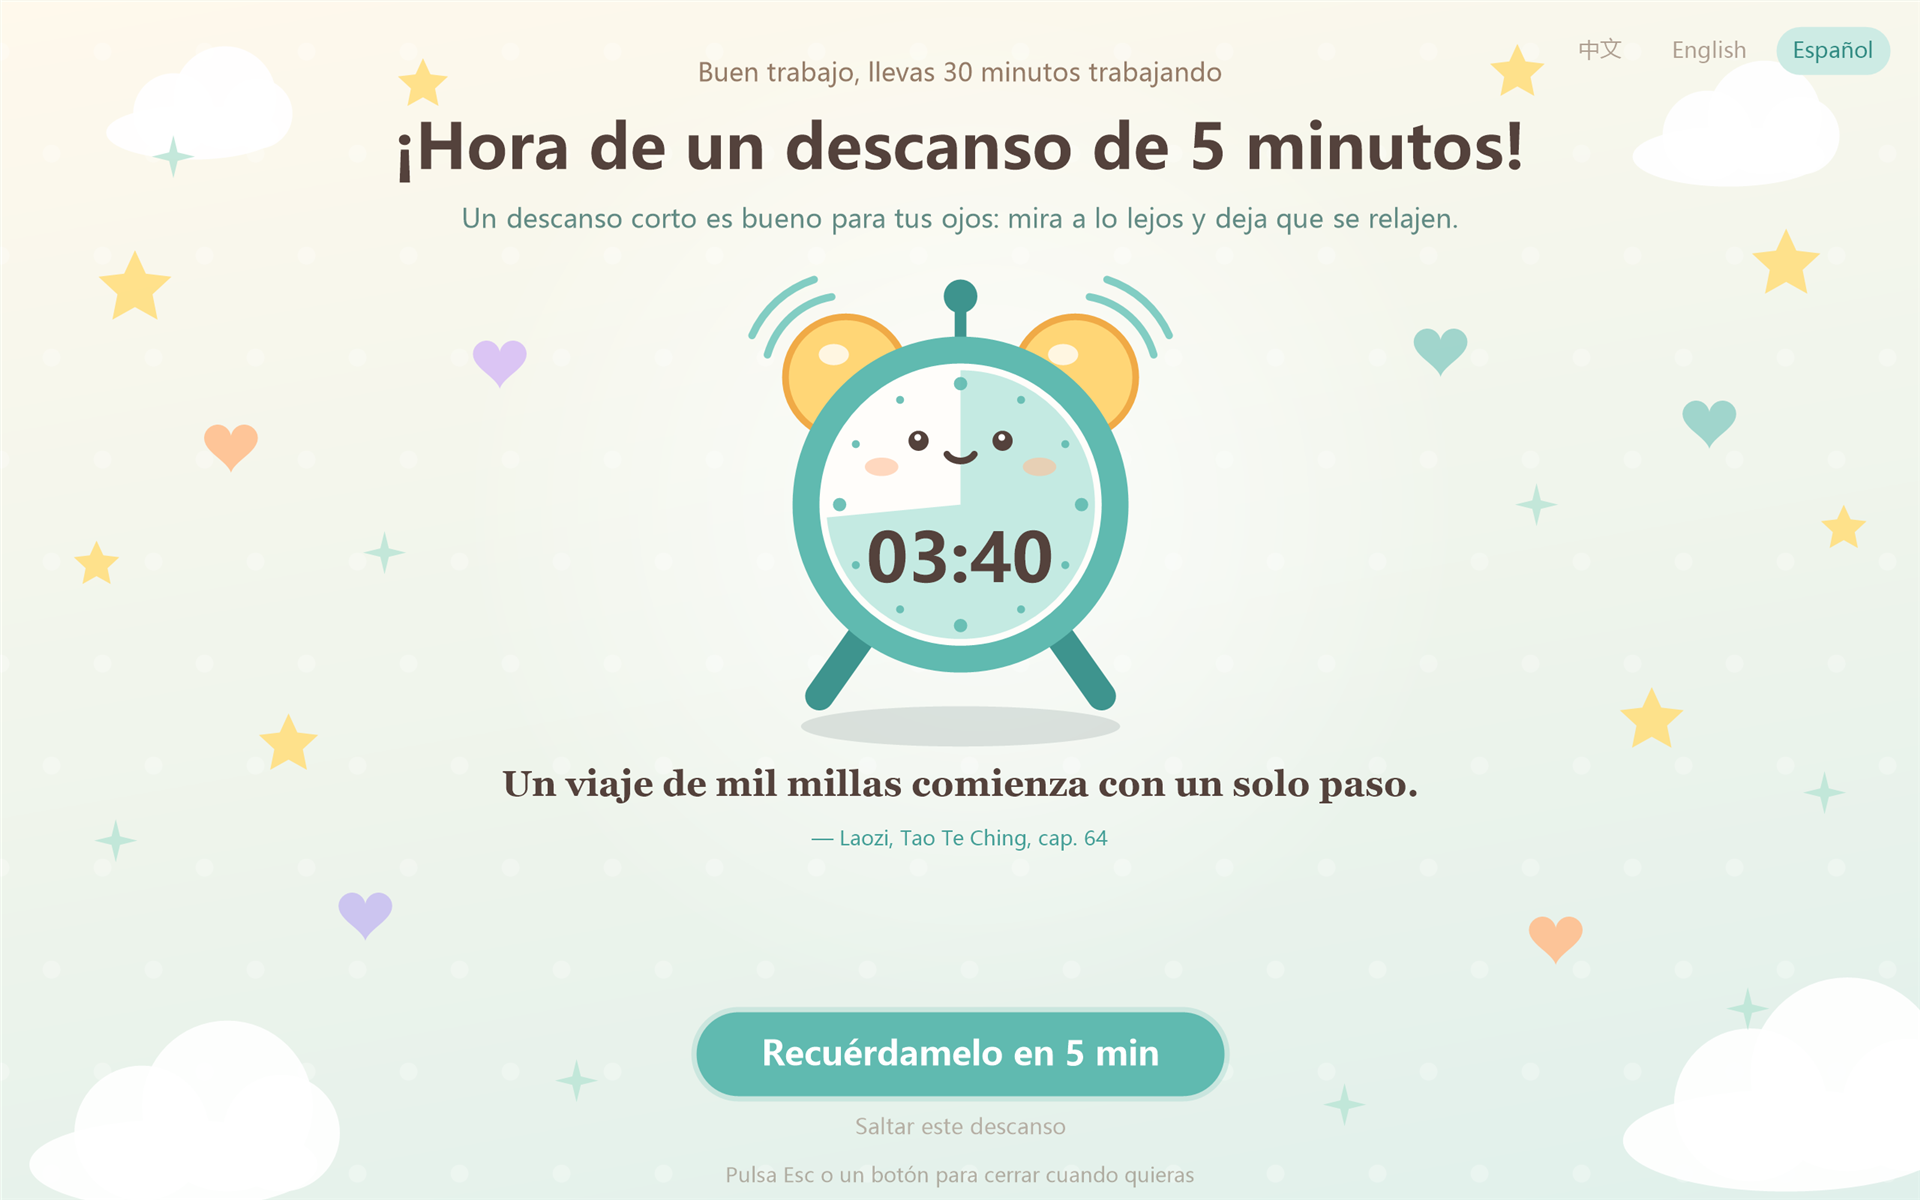 中文 English Español
Buen trabajo, llevas 30 minutos trabajando
¡Hora de un descanso de 5 minutos!
Un descanso corto es bueno para tus ojos: mira a lo lejos y deja que se relajen.
03:40
Un viaje de mil millas comienza con un solo paso.
— Laozi, Tao Te Ching, cap. 64
Recuérdamelo en 5 min
Saltar este descanso
Pulsa Esc o un botón para cerrar cuando quieras